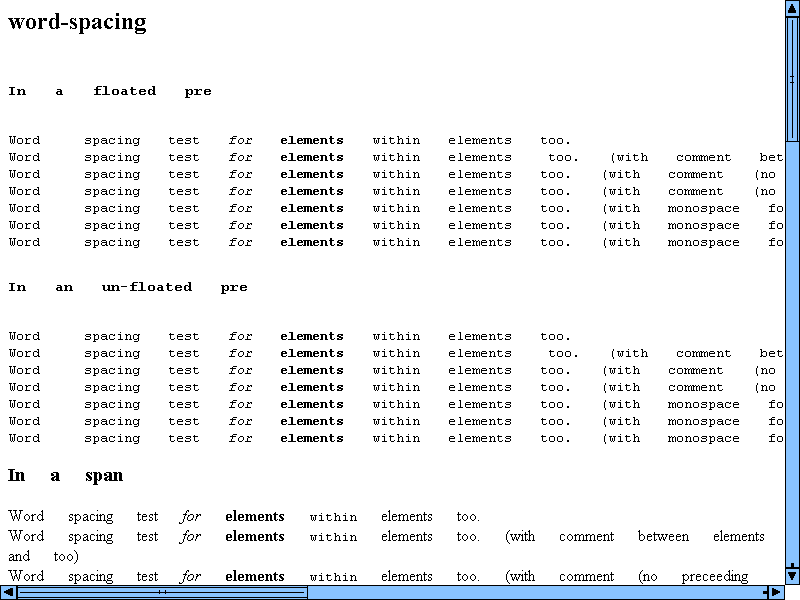 word-spacing
In a floated pre
Word spacing test for elements within elements too.
Word spacing test for elements within elements too. (with comment bet
Word spacing test for elements within elements too. (with comment (no
Word spacing test for elements within elements too. (with comment (no
Word spacing test for elements within elements too. (with monospace fo
Word spacing test for elements within elements too. (with monospace fo
Word spacing test for elements within elements too. (with monospace fo
In an un-floated pre
Word spacing test for elements within elements too.
Word spacing test for elements within elements too. (with comment bet
Word spacing test for elements within elements too. (with comment (no
Word spacing test for elements within elements too. (with comment (no
Word spacing test for elements within elements too. (with monospace fo
Word spacing test for elements within elements too. (with monospace fo
Word spacing test for elements within elements too. (with monospace fo
In a span
Word spacing test for elements within elements too.
Word spacing test for elements within elements too. (with comment between elements
and too)
Word spacing test for elements within elements too. (with comment (no preceeding